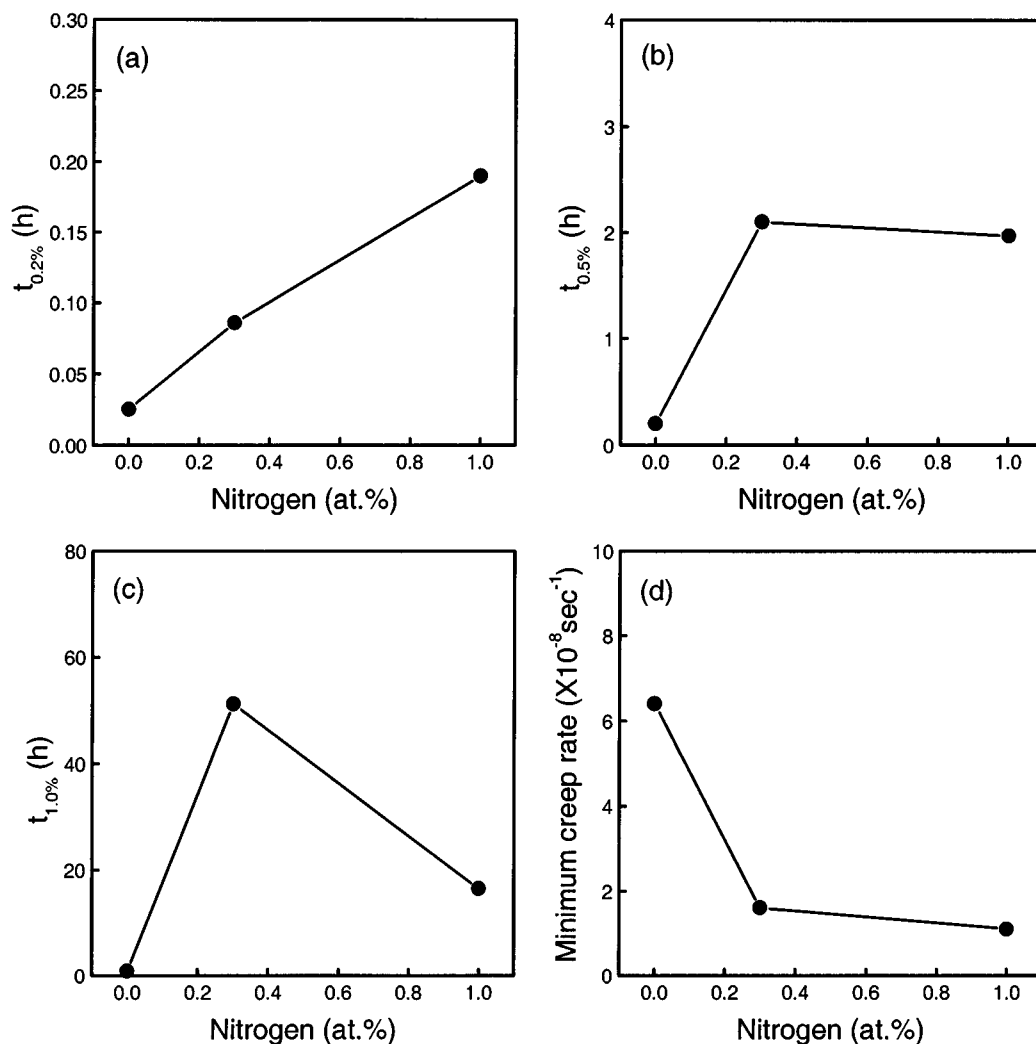 (a)
0.30
0.25
0.20
0.15
0.10
0.05
0.00
t0.2% (h)
0.0 0.2 0.4 0.6 0.8 1.0
Nitrogen (at.%)
(b)
4
3
2
1
0
t0.5% (h)
0.0 0.2 0.4 0.6 0.8 1.0
Nitrogen (at.%)
(c)
80
60
40
20
0
t1.0% (h)
0.0 0.2 0.4 0.6 0.8 1.0
Nitrogen (at.%)
(d)
10
8
6
4
2
0
Minimum creep rate (X10-8sec-1)
0.0 0.2 0.4 0.6 0.8 1.0
Nitrogen (at.%)